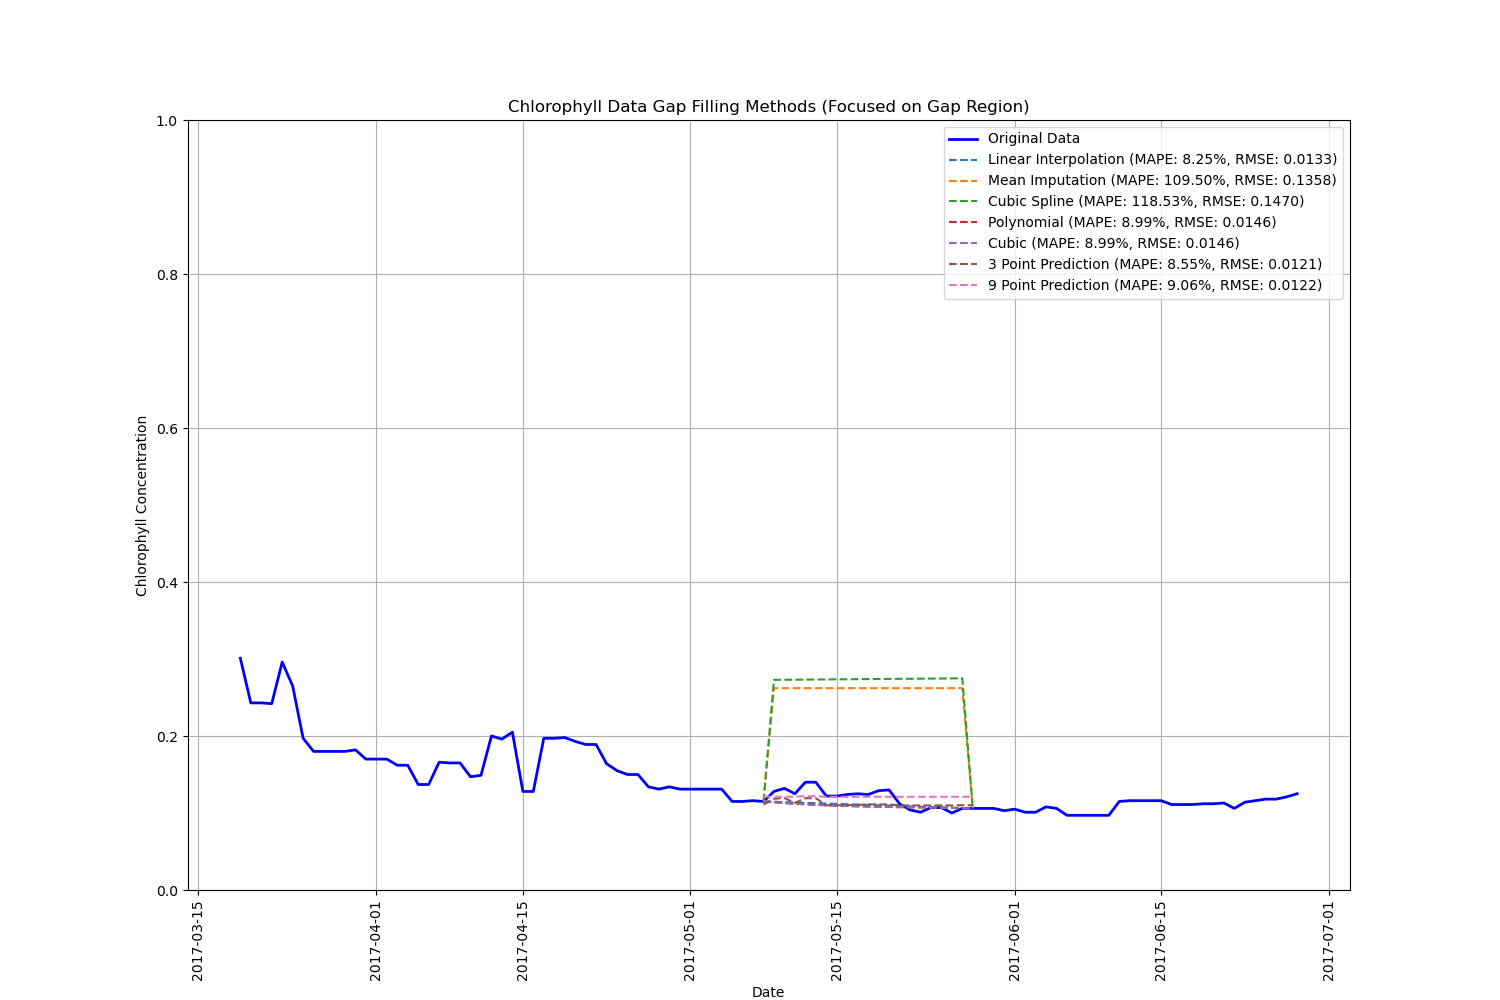 Chlorophyll Data Gap Filling Methods (Focused on Gap Region)
1.0
0.8
0.6
0.4
0.2
0.0
Chlorophyll Concentration
Original Data
Linear Interpolation (MAPE: 8.25%, RMSE: 0.0133)
Mean Imputation (MAPE: 109.50%, RMSE: 0.1358)
Cubic Spline (MAPE: 118.53%, RMSE: 0.1470)
Polynomial (MAPE: 8.99%, RMSE: 0.0146)
Cubic (MAPE: 8.99%, RMSE: 0.0146)
3 Point Prediction (MAPE: 8.55%, RMSE: 0.0121)
9 Point Prediction (MAPE: 9.06%, RMSE: 0.0122)
2017-03-15
2017-04-01
2017-04-15
2017-05-01
2017-05-15
2017-06-01
2017-06-15
2017-07-01
Date